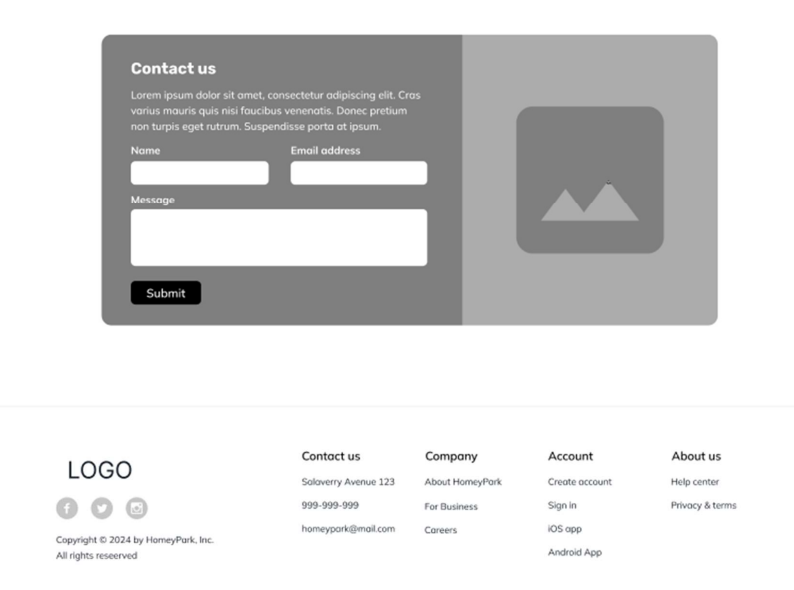 Contact us
Lorem ipsum dolor sit amet, consectetur adipiscing elit. Cras
varius mauris quis nisi faucibus venenatis. Donec pretium
non turpis eget rutrum. Suspendisse porta at ipsum.
Name
Email address
Message
Submit
LOGO
Copyright © 2024 by HomeyPark, Inc.
All rights reseerved
Contact us
Salaverry Avenue 123
999-999-999
homeypark@mail.com
Company
About HomeyPark
For Business
Careers
Account
Create account
Sign in
iOS app
Android App
About us
Help center
Privacy & terms